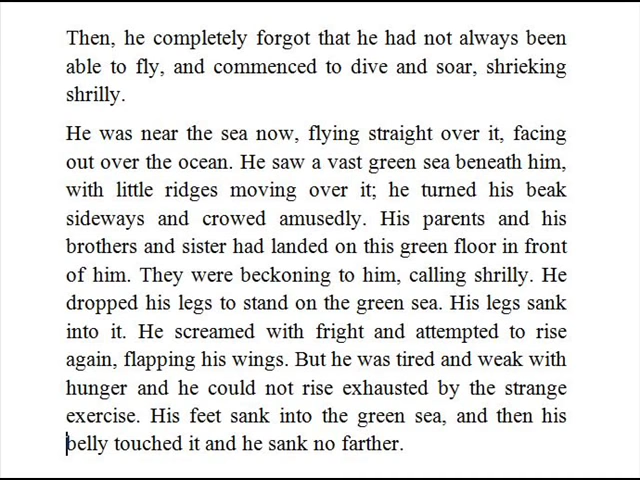 Then, he completely forgot that he had not always been
able to fly, and commenced to dive and soar, shrieking
shrilly.
He was near the sea now, flying straight over it, facing
out over the ocean. He saw a vast green sea beneath him,
with little ridges moving over it; he turned his beak
sideways and crowed amusedly. His parents and his
brothers and sister had landed on this green floor in front
of him. They were beckoning to him, calling shrilly. He
dropped his legs to stand on the green sea. His legs sank
into it. He screamed with fright and attempted to rise
again, flapping his wings. But he was tired and weak with
hunger and he could not rise exhausted by the strange
exercise. His feet sank into the green sea, and then his
belly touched it and he sank no farther.